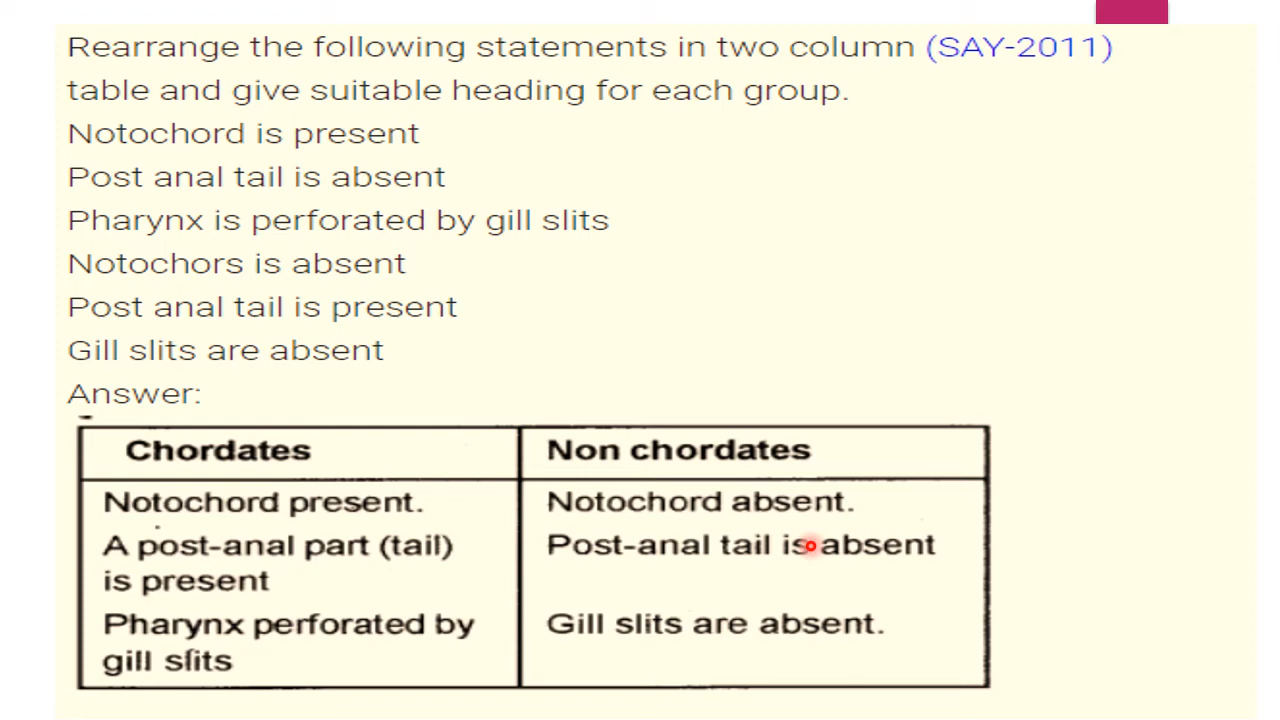 Rearrange the following statements in two column (SAY-2011)
table and give suitable heading for each group.
Notochord is present
Post anal tail is absent
Pharynx is perforated by gill slits
Notochors is absent
Post anal tail is present
Gill slits are absent
Answer:
Chordates
Non chordates
Notochord present.
Notochord absent.
A post-anal part (tail)
Post-anal tail is absent
is present
Pharynx perforated by
Gill slits are absent.
gill slits